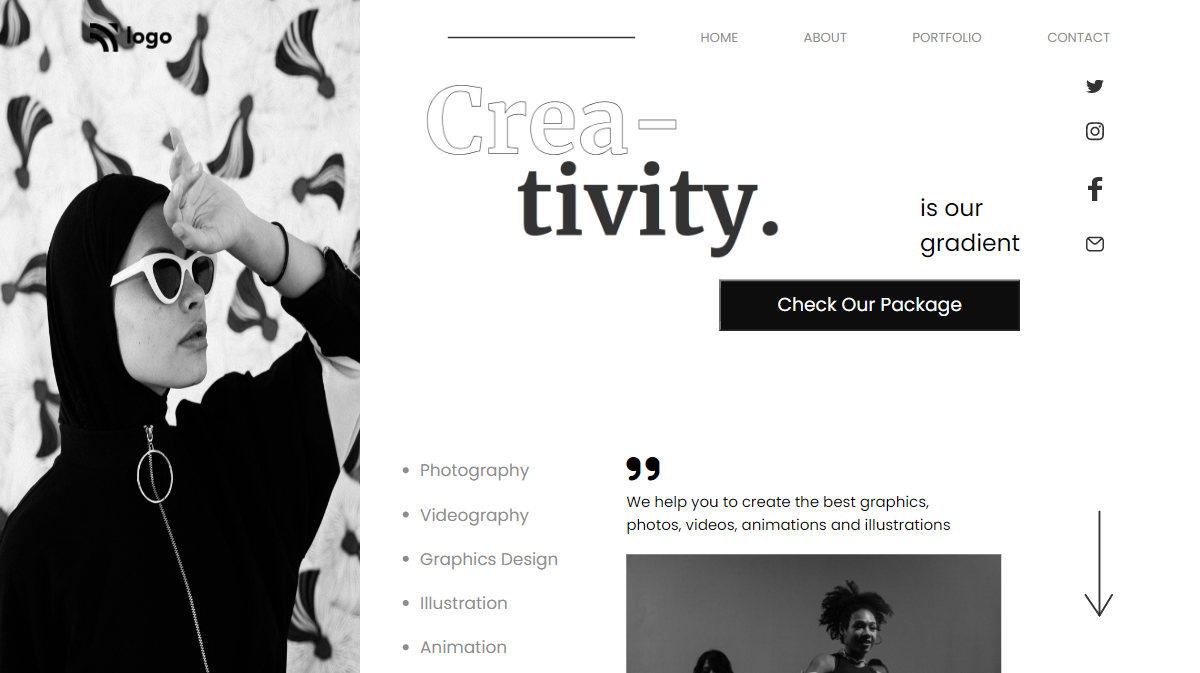 logo
HOME ABOUT PORTFOLIO CONTACT
Crea-
tivity.
is our
gradient
Check Our Package
Photography
Videography
Graphics Design
Illustration
Animation
We help you to create the best graphics,
photos, videos, animations and illustrations